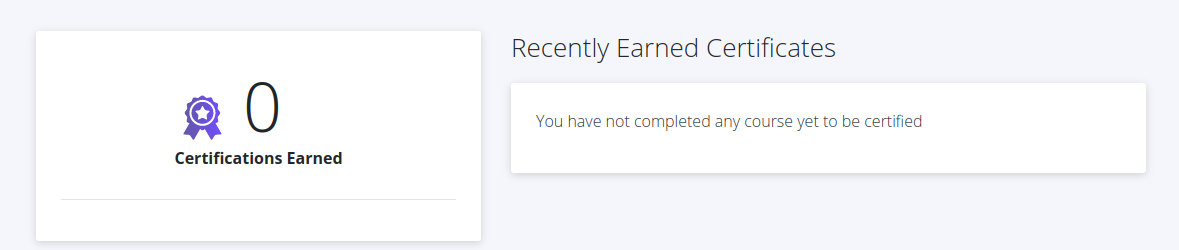 0
Certifications Earned
Recently Earned Certificates
You have not completed any course yet to be certified